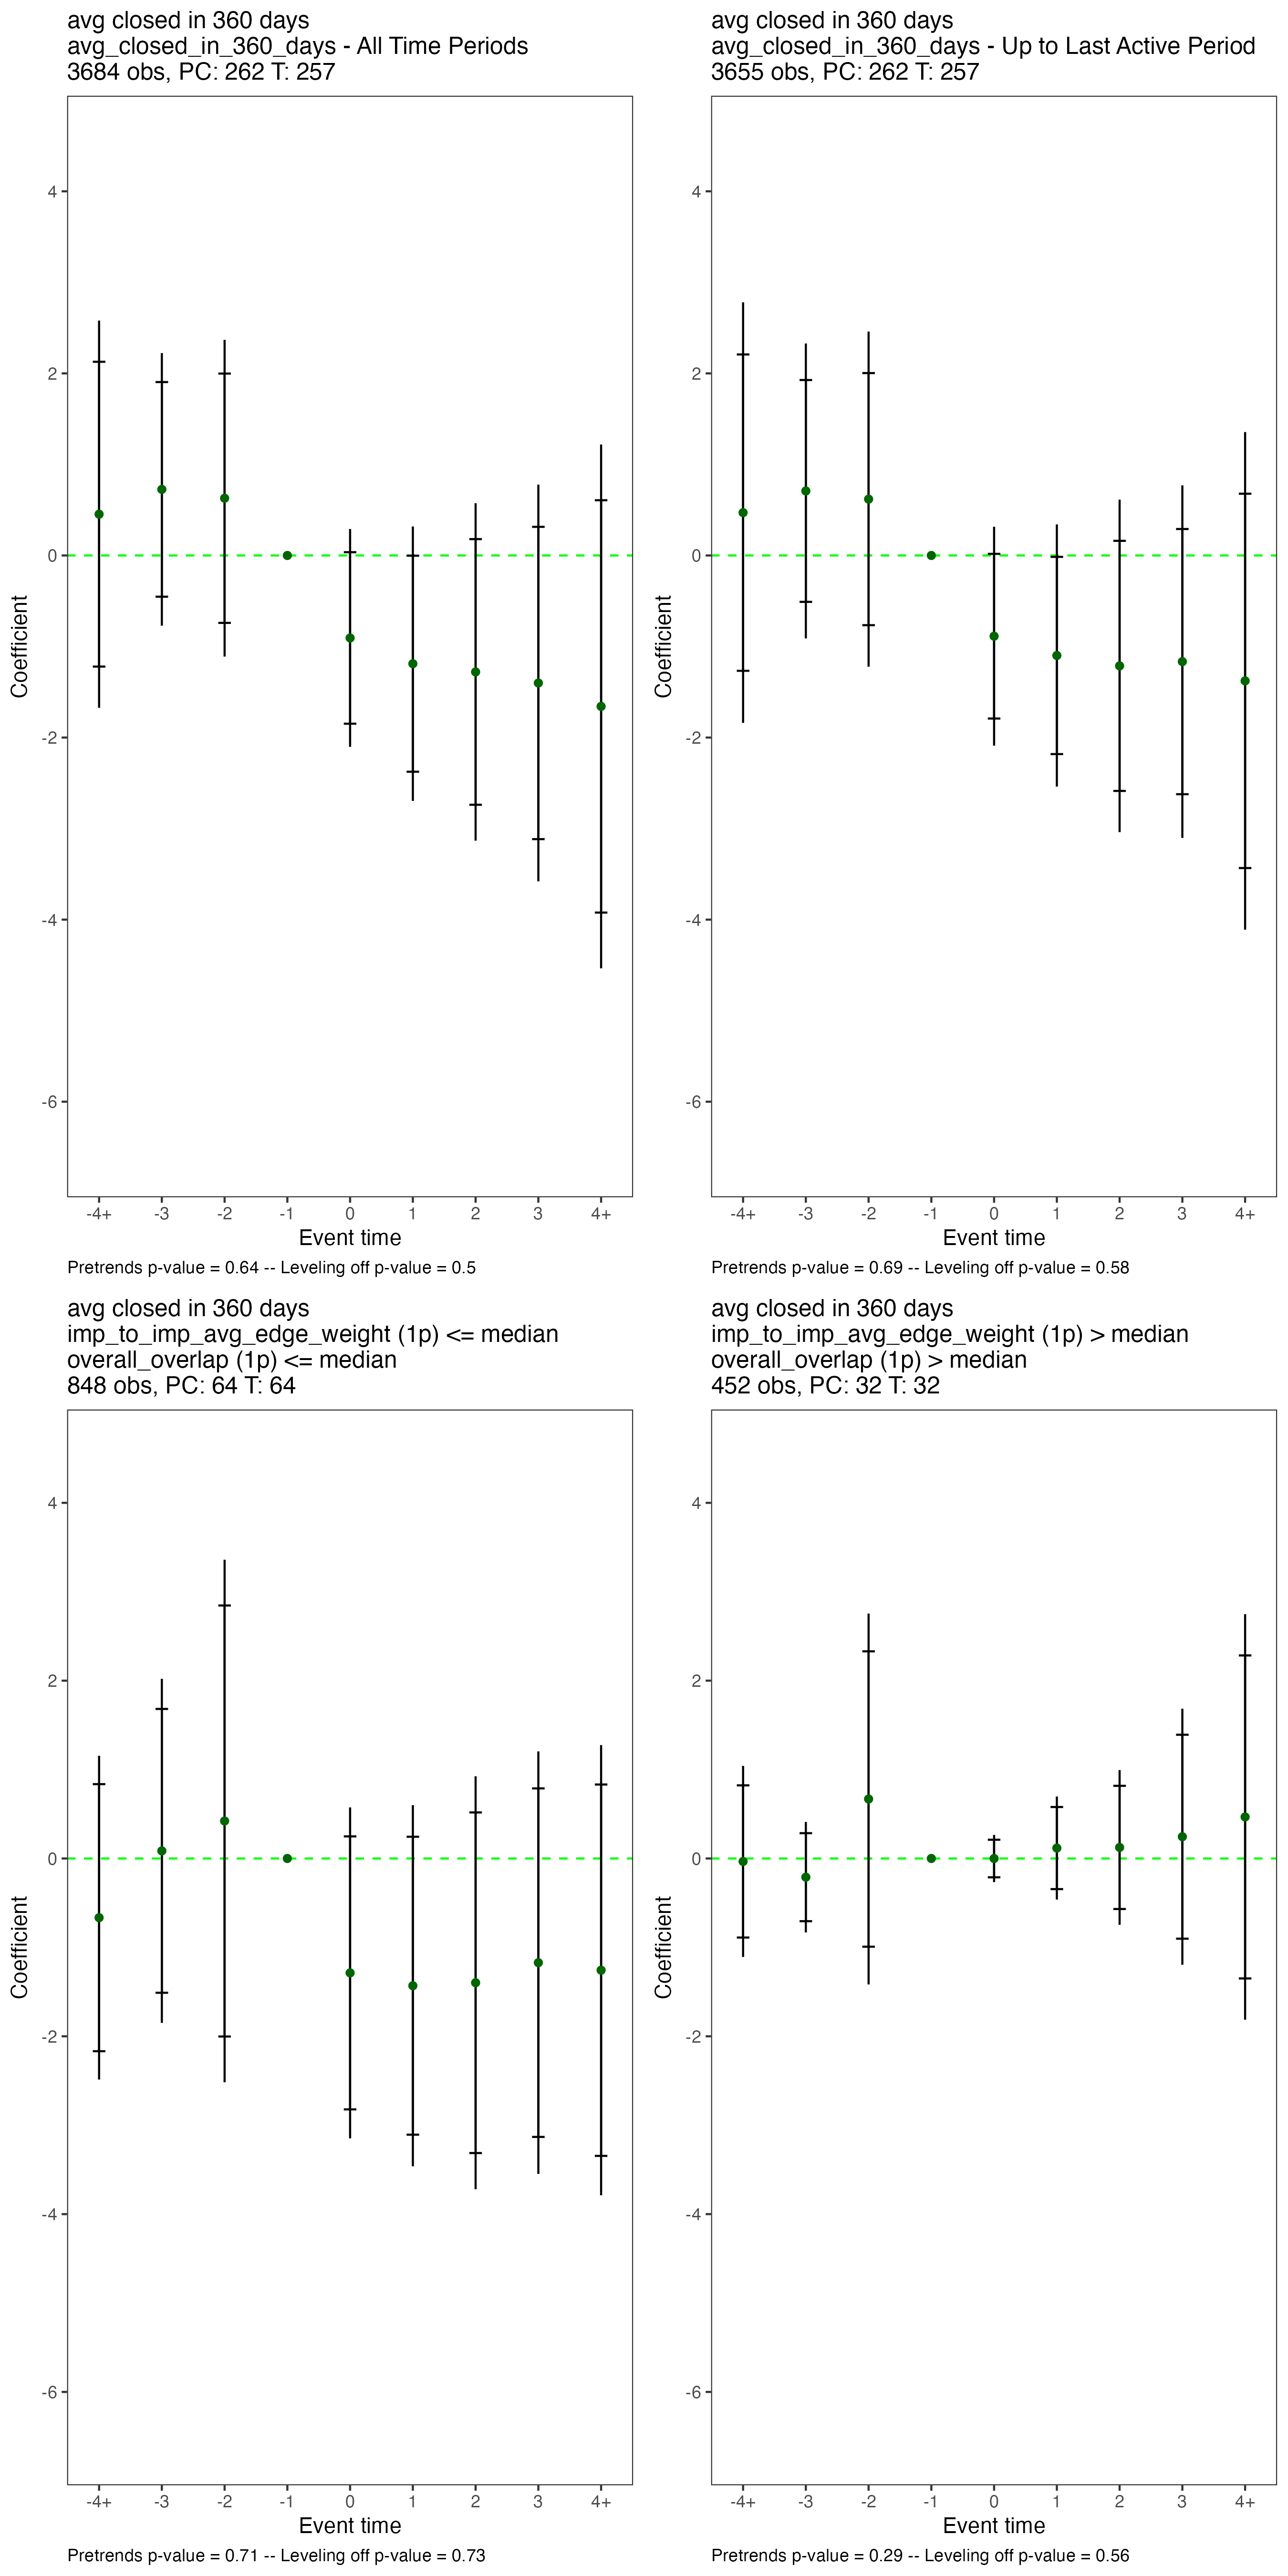 avg closed in 360 days
avg_closed_in_360_days - All Time Periods
3684 obs, PC: 262 T: 257
Coefficient
4
2
0
-2
-4
-6
-4+ -3 -2 -1 0 1 2 3 4+
Event time
Pretrends p-value = 0.64 -- Leveling off p-value = 0.5
avg closed in 360 days
avg_closed_in_360_days - Up to Last Active Period
3655 obs, PC: 262 T: 257
Coefficient
4
2
0
-2
-4
-6
-4+ -3 -2 -1 0 1 2 3 4+
Event time
Pretrends p-value = 0.69 -- Leveling off p-value = 0.58
avg closed in 360 days
imp_to_imp_avg_edge_weight (1p) <= median
overall_overlap (1p) <= median
848 obs, PC: 64 T: 64
Coefficient
4
2
0
-2
-4
-6
-4+ -3 -2 -1 0 1 2 3 4+
Event time
Pretrends p-value = 0.71 -- Leveling off p-value = 0.73
avg closed in 360 days
imp_to_imp_avg_edge_weight (1p) > median
overall_overlap (1p) > median
452 obs, PC: 32 T: 32
Coefficient
4
2
0
-2
-4
-6
-4+ -3 -2 -1 0 1 2 3 4+
Event time
Pretrends p-value = 0.29 -- Leveling off p-value = 0.56